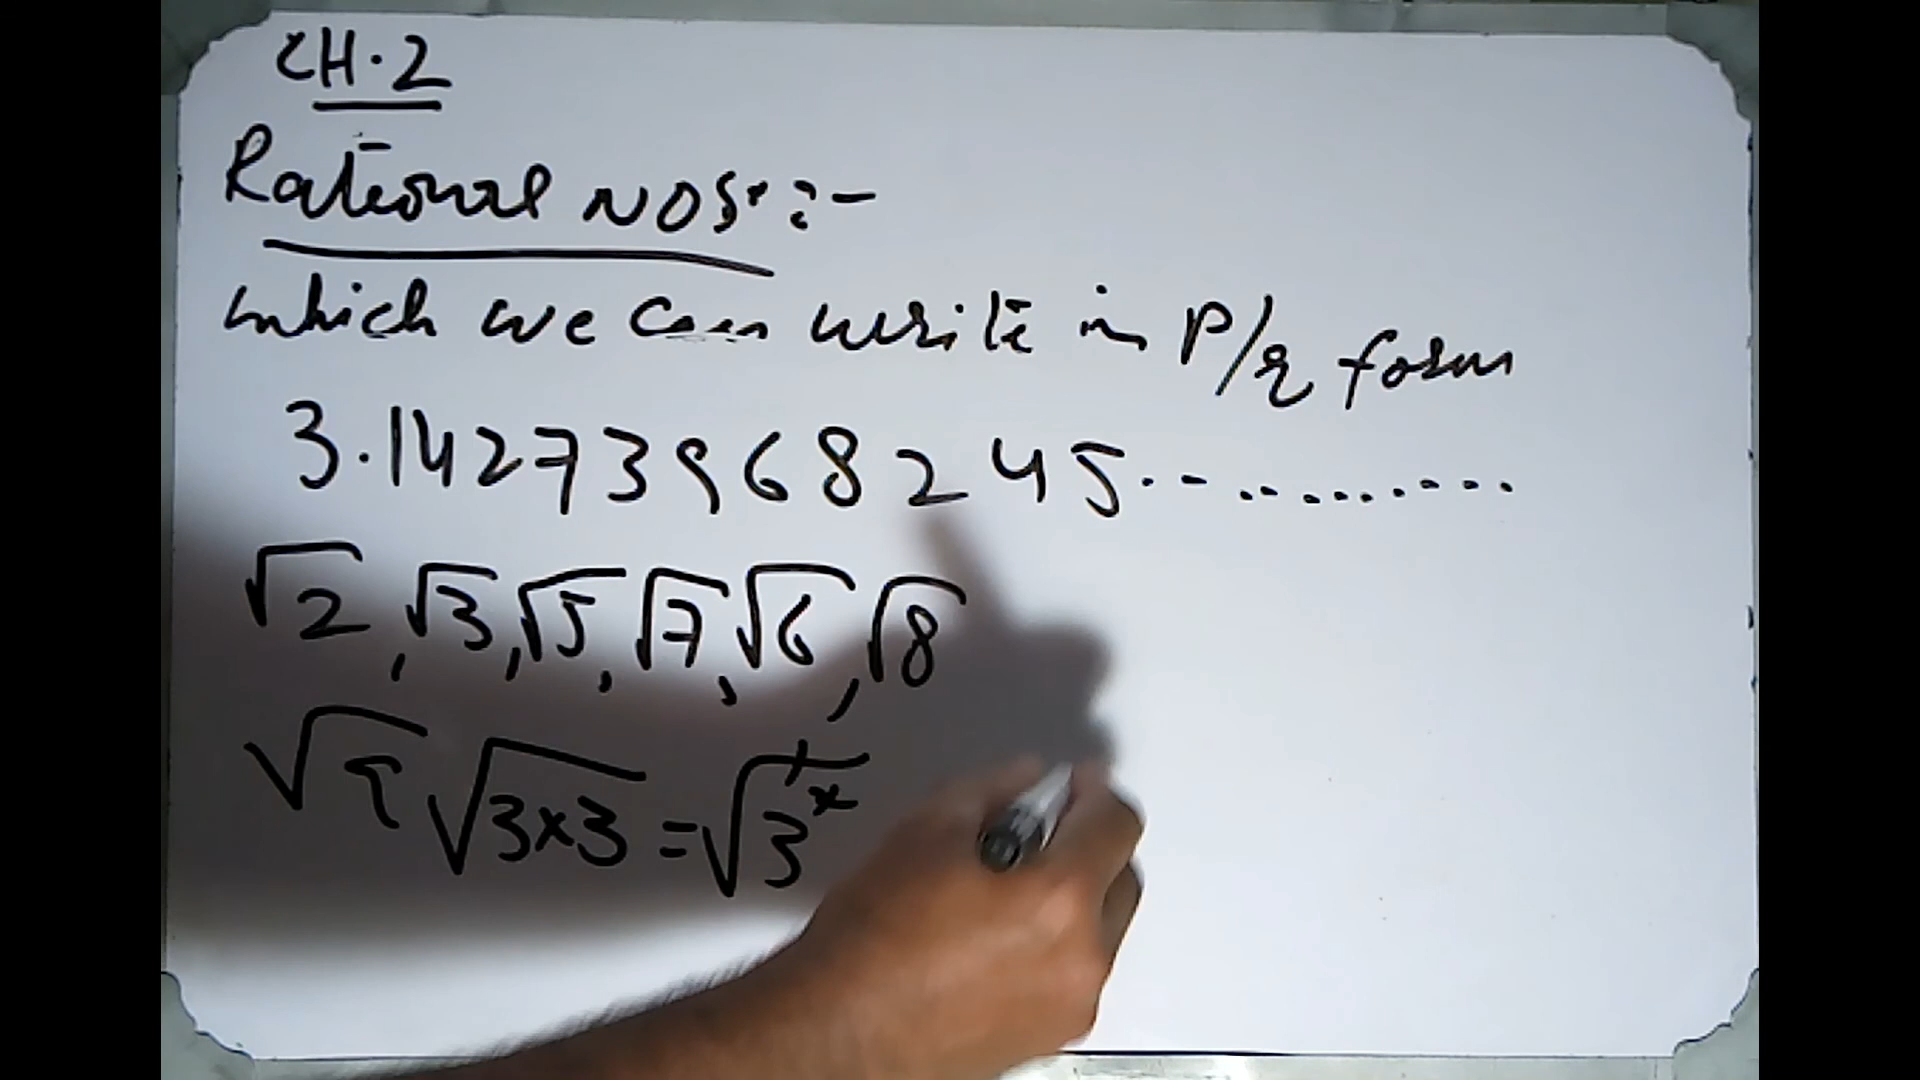 CH.2
Rational NOS. :-
which we can write in P/q form
3.14273968245..............
√2, √3, √5, √7, √6, √8
√9 √3×3 = √3²